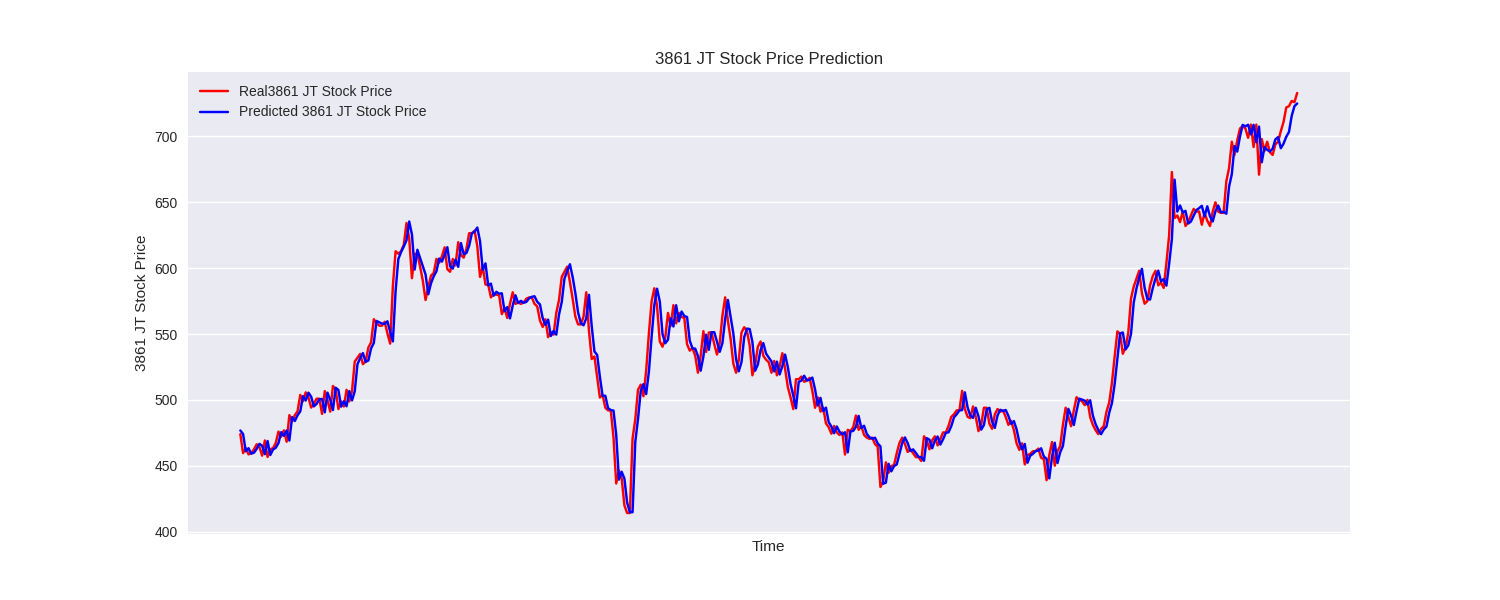 3861 JT Stock Price Prediction
Real3861 JT Stock Price
Predicted 3861 JT Stock Price
3861 JT Stock Price
700
650
600
550
500
450
400
Time